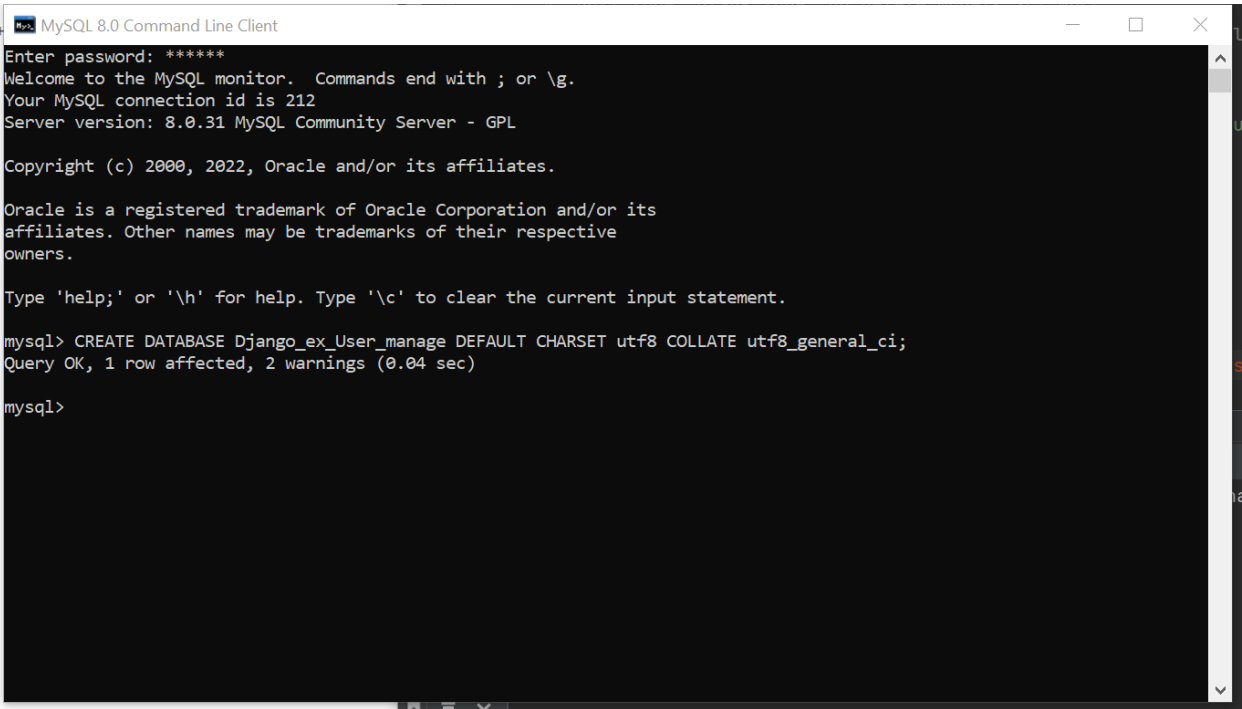 MySQL 8.0 Command Line Client
Enter password: ******
Welcome to the MySQL monitor.  Commands end with ; or \g.
Your MySQL connection id is 212
Server version: 8.0.31 MySQL Community Server - GPL
Copyright (c) 2000, 2022, Oracle and/or its affiliates.
Oracle is a registered trademark of Oracle Corporation and/or its
affiliates. Other names may be trademarks of their respective
owners.
Type 'help;' or '\h' for help. Type '\c' to clear the current input statement.
mysql> CREATE DATABASE Django_ex_User_manage DEFAULT CHARSET utf8 COLLATE utf8_general_ci;
Query OK, 1 row affected, 2 warnings (0.04 sec)
mysql>